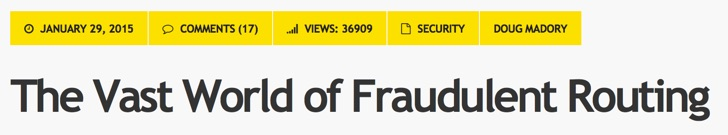 JANUARY 29, 2015 COMMENTS (17) VIEWS: 36909 SECURITY DOUG MADORY
The Vast World of Fraudulent Routing